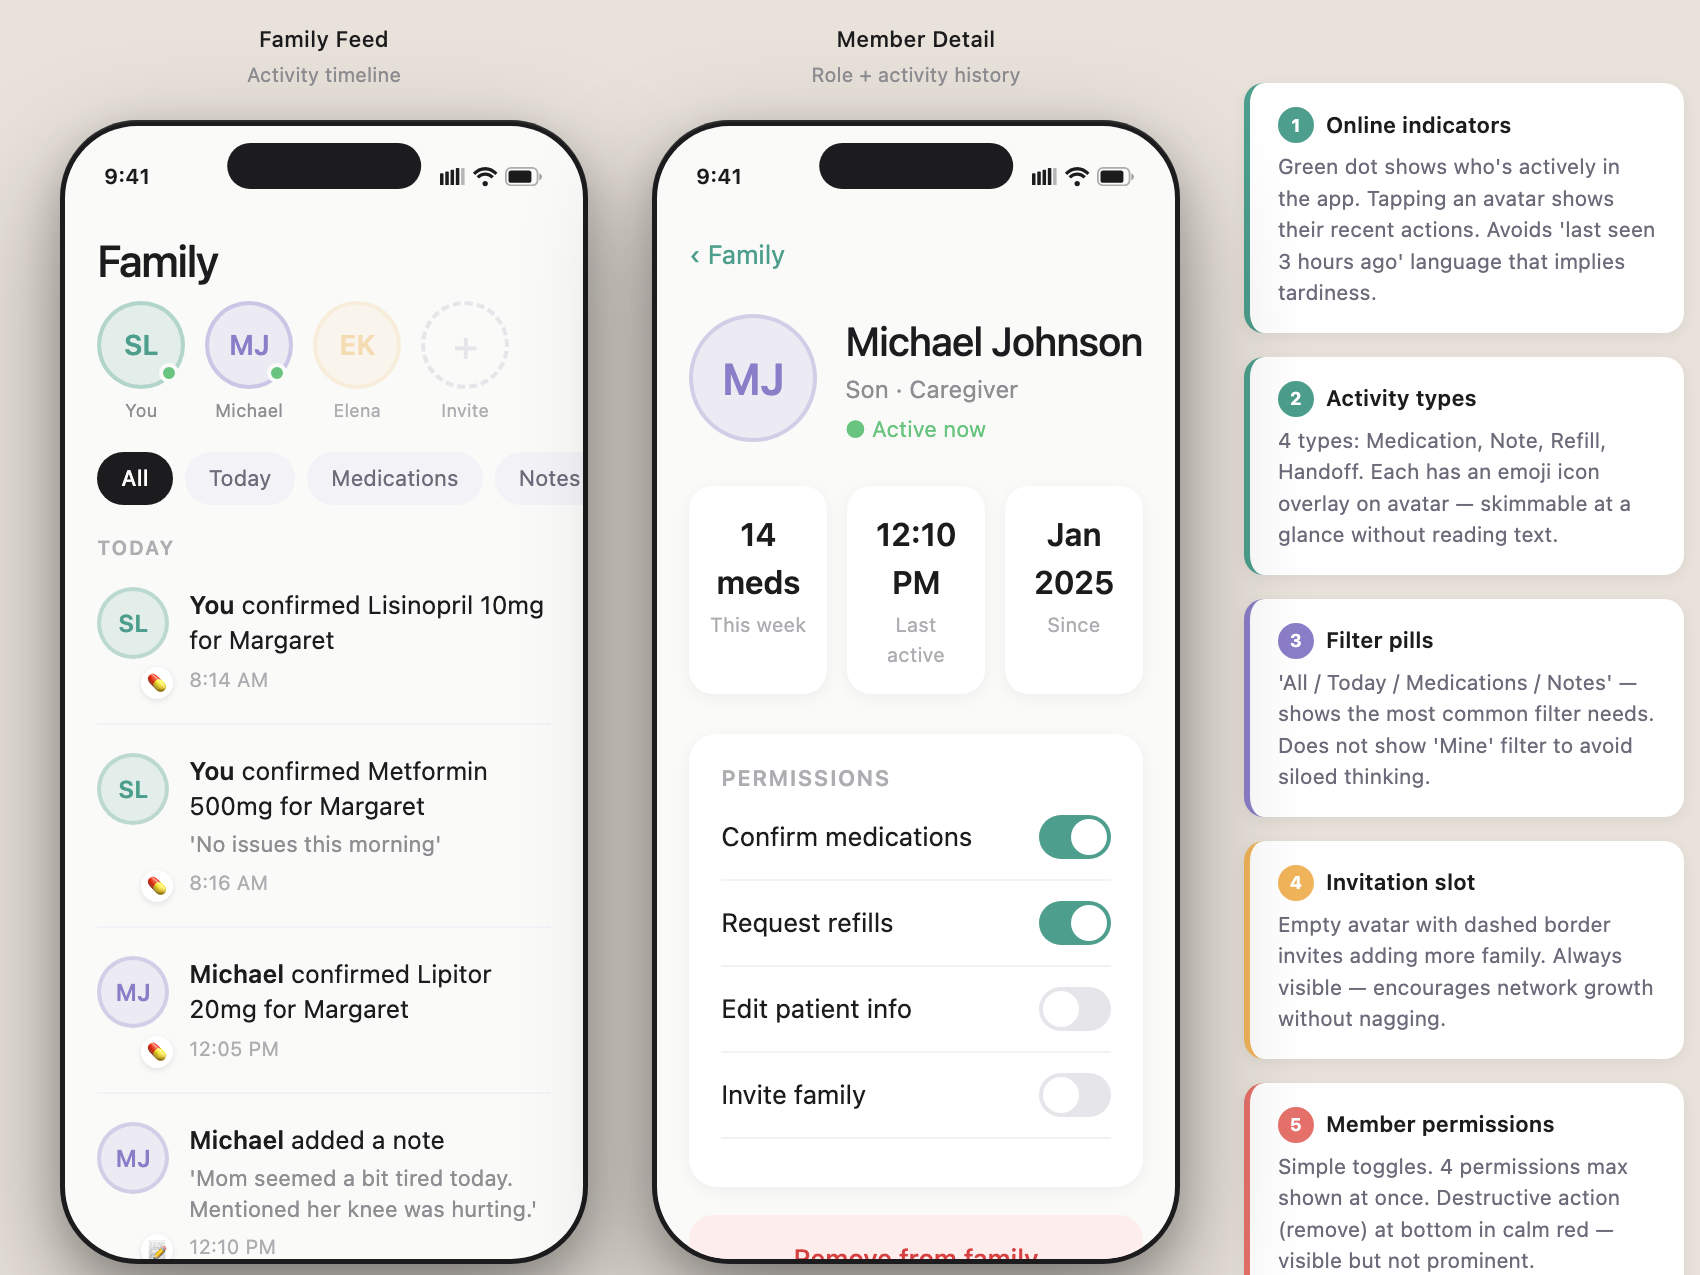 Family Feed
Activity timeline
9:41
Family
SL
MJ
EK
+
You
Michael
Elena
Invite
All
Today
Medications
Notes
TODAY
SL
You confirmed Lisinopril 10mg
for Margaret
8:14 AM
SL
You confirmed Metformin
500mg for Margaret
'No issues this morning'
8:16 AM
MJ
Michael confirmed Lipitor
20mg for Margaret
12:05 PM
MJ
Michael added a note
'Mom seemed a bit tired today.
Mentioned her knee was hurting.'
12:10 PM
Member Detail
Role + activity history
9:41
‹ Family
MJ
Michael Johnson
Son · Caregiver
Active now
14
meds
This week
12:10
PM
Last
active
Jan
2025
Since
PERMISSIONS
Confirm medications
Request refills
Edit patient info
Invite family
Remove from family
1 Online indicators
Green dot shows who's actively in
the app. Tapping an avatar shows
their recent actions. Avoids 'last seen
3 hours ago' language that implies
tardiness.
2 Activity types
4 types: Medication, Note, Refill,
Handoff. Each has an emoji icon
overlay on avatar — skimmable at a
glance without reading text.
3 Filter pills
'All / Today / Medications / Notes' —
shows the most common filter needs.
Does not show 'Mine' filter to avoid
siloed thinking.
4 Invitation slot
Empty avatar with dashed border
invites adding more family. Always
visible — encourages network growth
without nagging.
5 Member permissions
Simple toggles. 4 permissions max
shown at once. Destructive action
(remove) at bottom in calm red —
visible but not prominent.